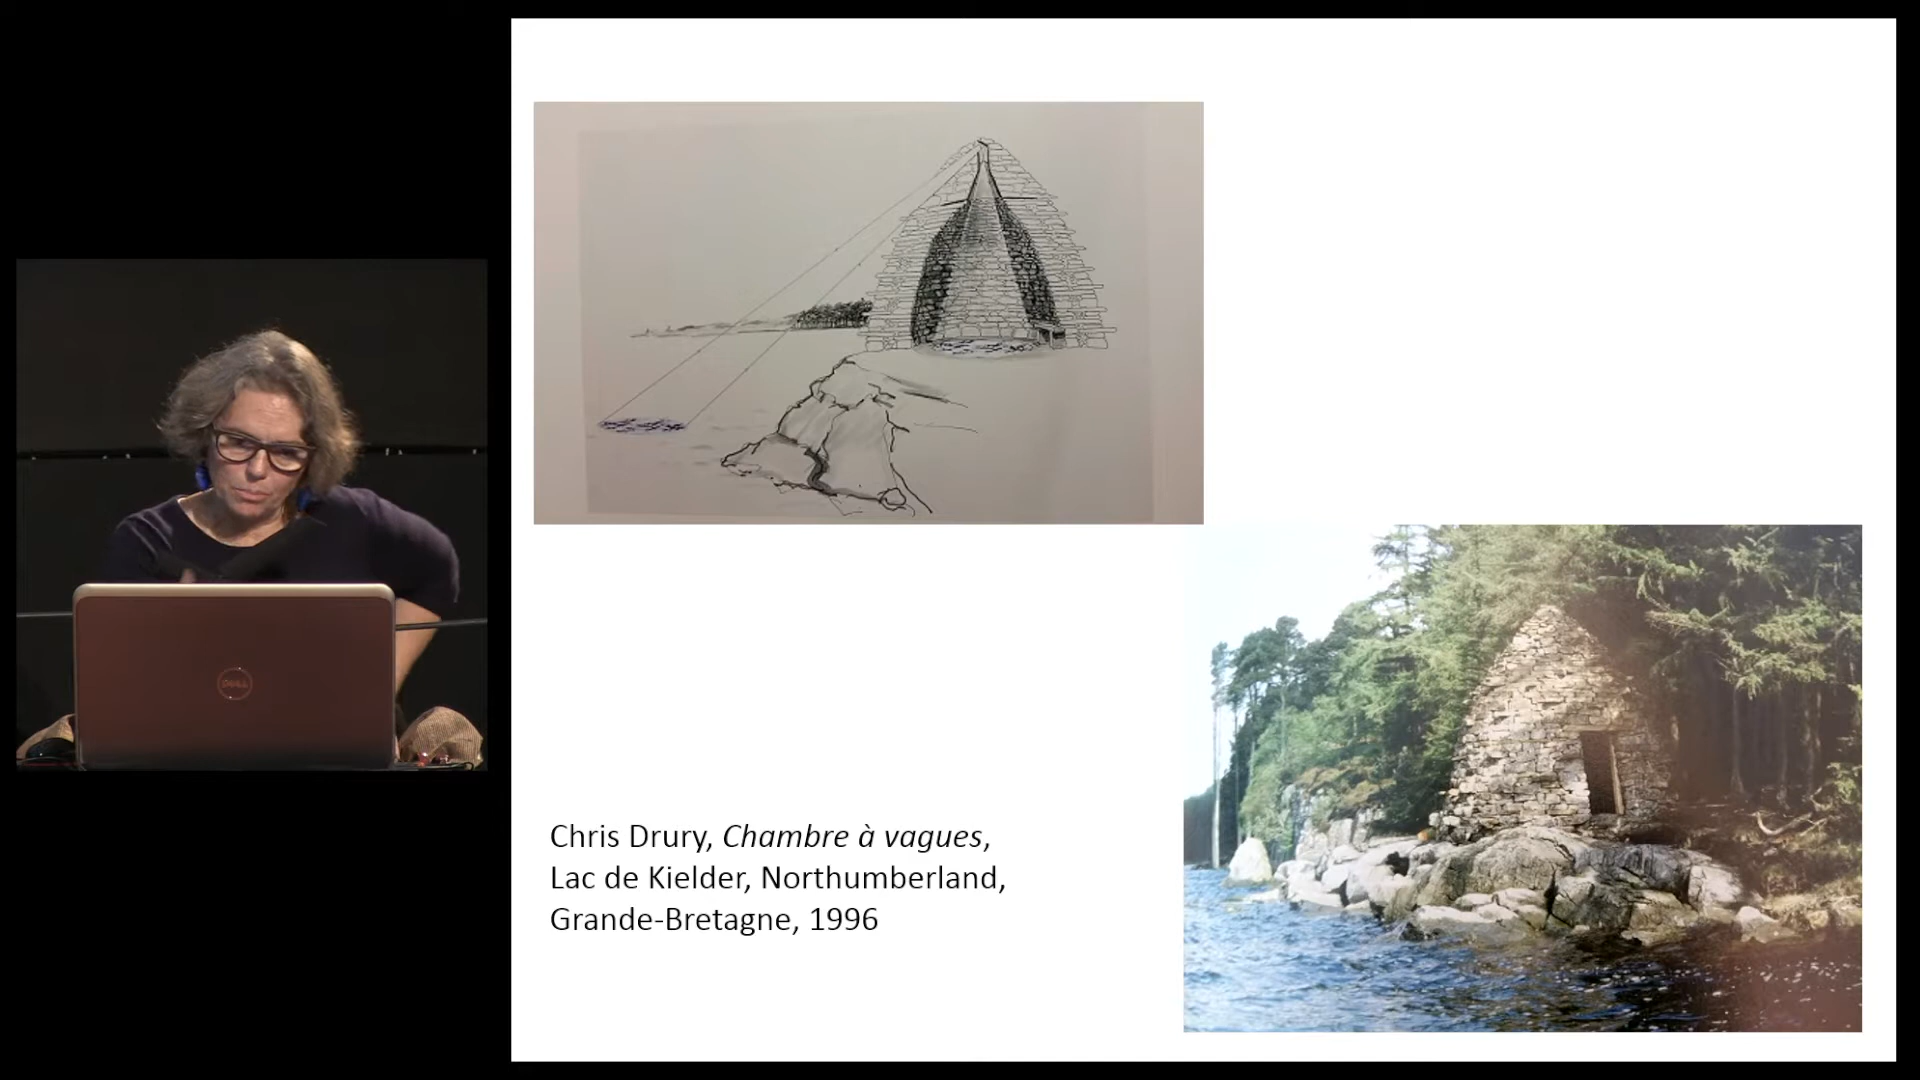 Chris Drury, Chambre à vagues,
Lac de Kielder, Northumberland,
Grande-Bretagne, 1996
DELL